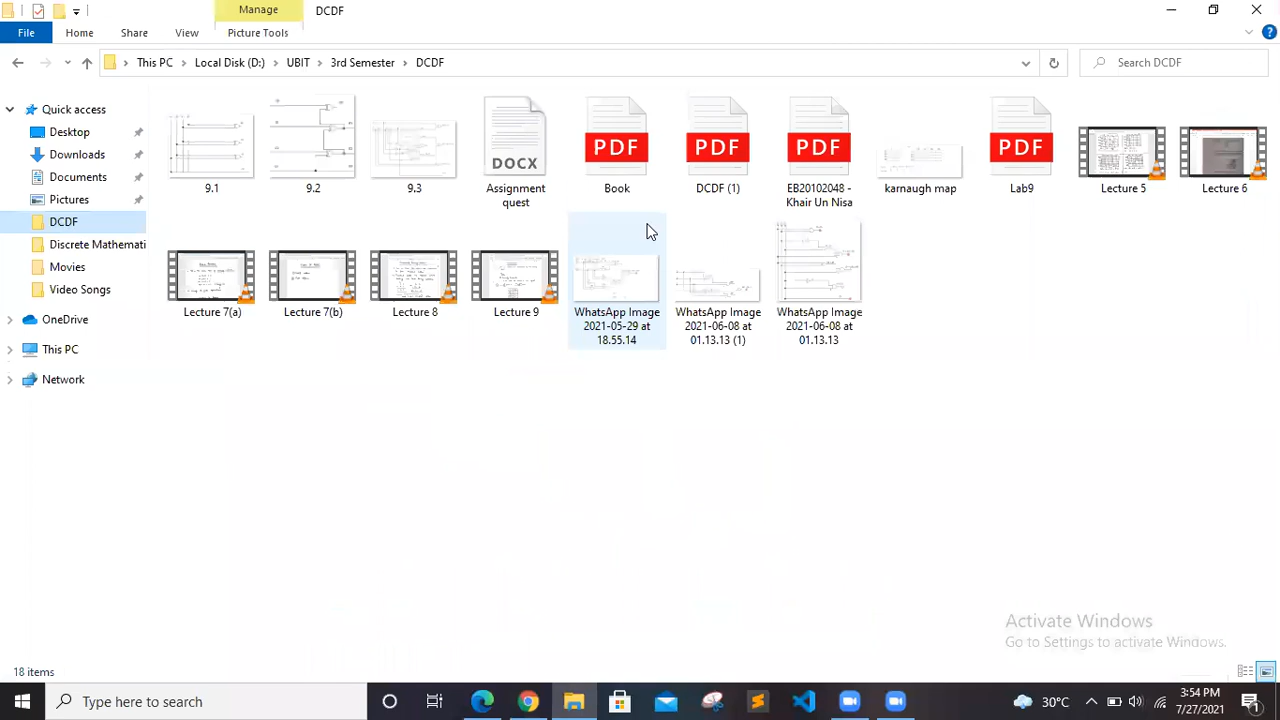 Manage
DCDF
File
Home
Share
View
Picture Tools
This PC
Local Disk (D:)
UBIT
3rd Semester
DCDF
Search DCDF
Quick access
Desktop
Downloads
Documents
Pictures
DCDF
Discrete Mathemati
Movies
Video Songs
OneDrive
This PC
Network
9.1
9.2
9.3
DOCX
Assignment
quest
PDF
Book
PDF
DCDF (1)
PDF
EB20102048 -
Khair Un Nisa
karnaugh map
PDF
Lab9
Lecture 5
Lecture 6
Lecture 7(a)
Lecture 7(b)
Lecture 8
Lecture 9
WhatsApp Image
2021-05-29 at
18.55.14
WhatsApp Image
2021-06-08 at
01.13.13 (1)
WhatsApp Image
2021-06-08 at
01.13.13
Activate Windows
Go to Settings to activate Windows.
18 items
Type here to search
30°C
3:54 PM
7/27/2021
1